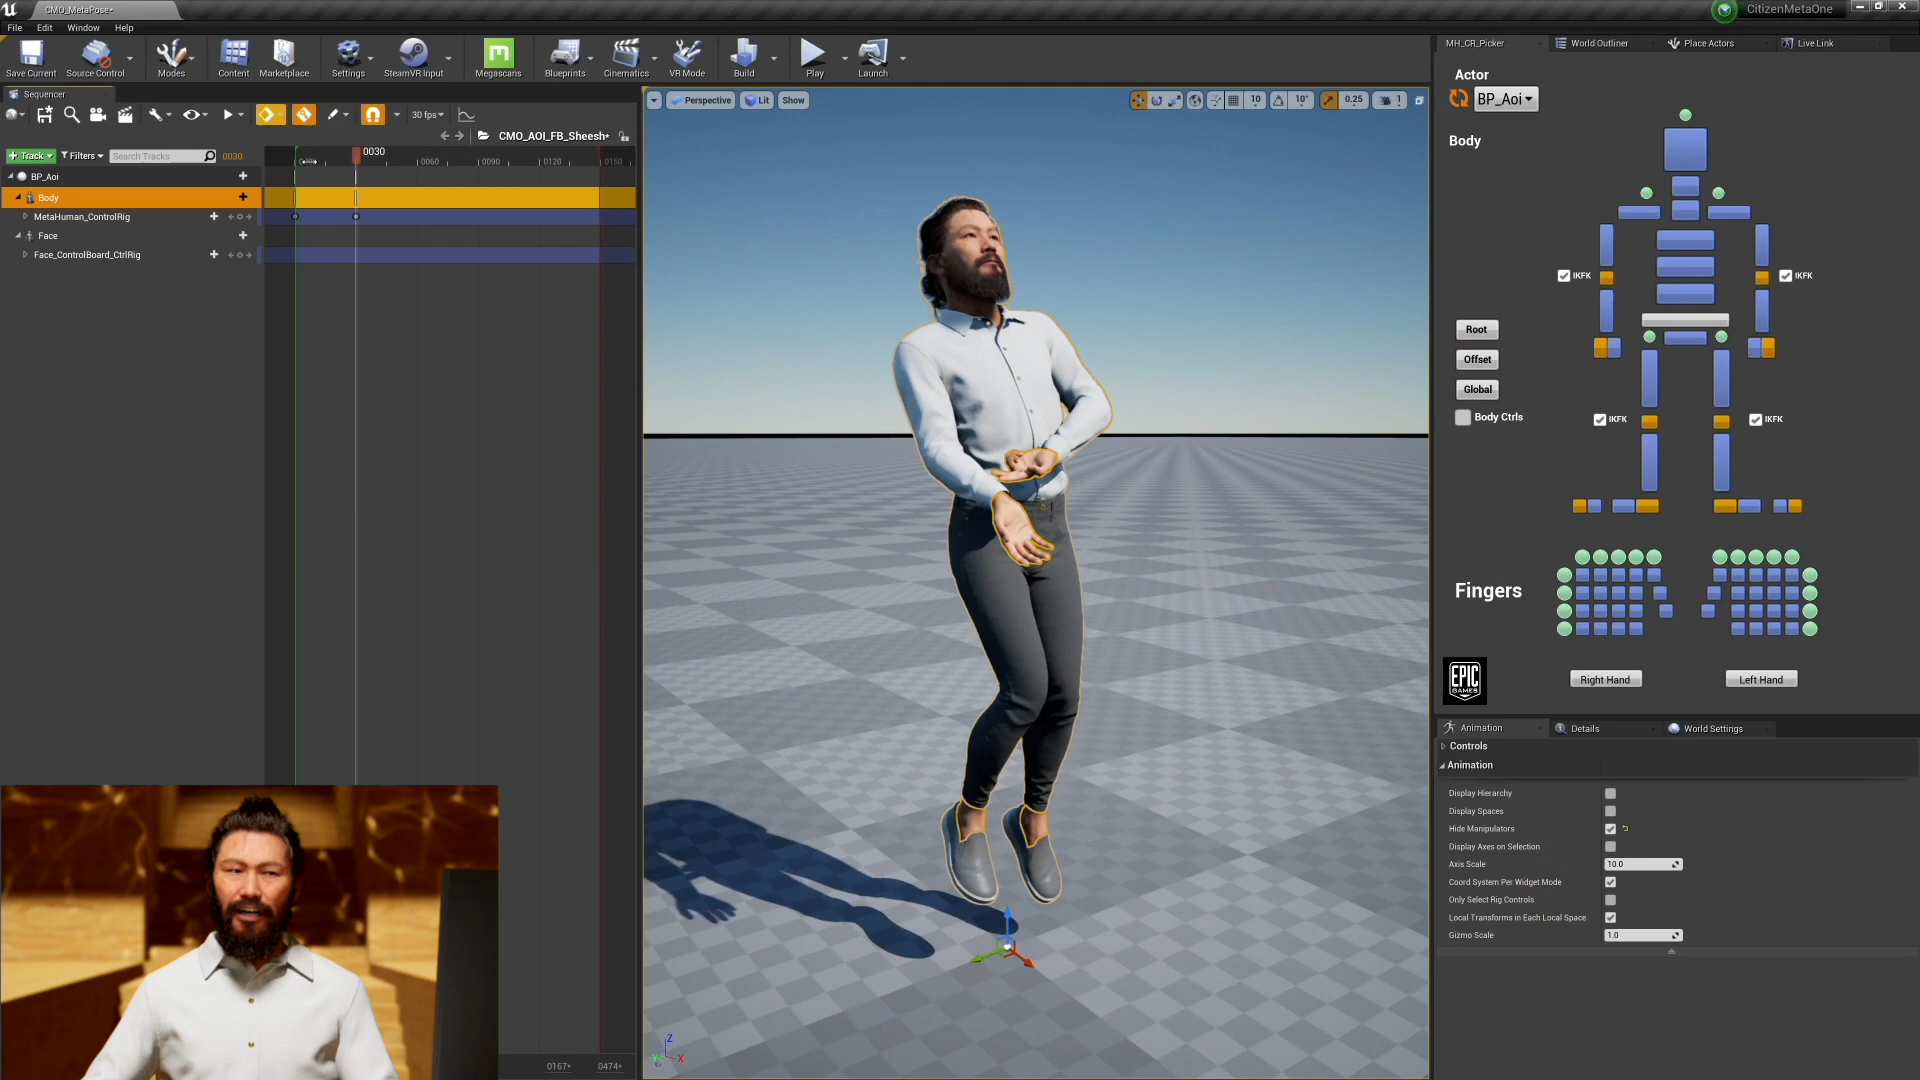 CMO_MetaPose*
CitizenMetaOne
File Edit Window Help
Save Current Source Control Modes Content Marketplace Settings SteamVR Input Megascans Blueprints Cinematics VR Mode Build Play Launch
MH_CR_Picker World Outliner Place Actors Live Link
Sequencer
Perspective Lit Show 10 10° 0.25 1
30 fps
CMO_AOI_FB_Sheesh*
Track Filters Search Tracks 0030
0030
0060 0090 0120 0150
BP_Aoi
Body
MetaHuman_ControlRig
Face
Face_ControlBoard_CtrlRig
Actor
BP_Aoi
Body
IKFK IKFK
Root
Offset
Global
Body Ctrls
IKFK IKFK
Fingers
EPIC GAMES
Right Hand Left Hand
Animation Details World Settings
Controls
Animation
Display Hierarchy
Display Spaces
Hide Manipulators
Display Axes on Selection
Axis Scale 10.0
Coord System Per Widget Mode
Only Select Rig Controls
Local Transforms in Each Local Space
Gizmo Scale 1.0
Z
Y X
0167+ 0474+